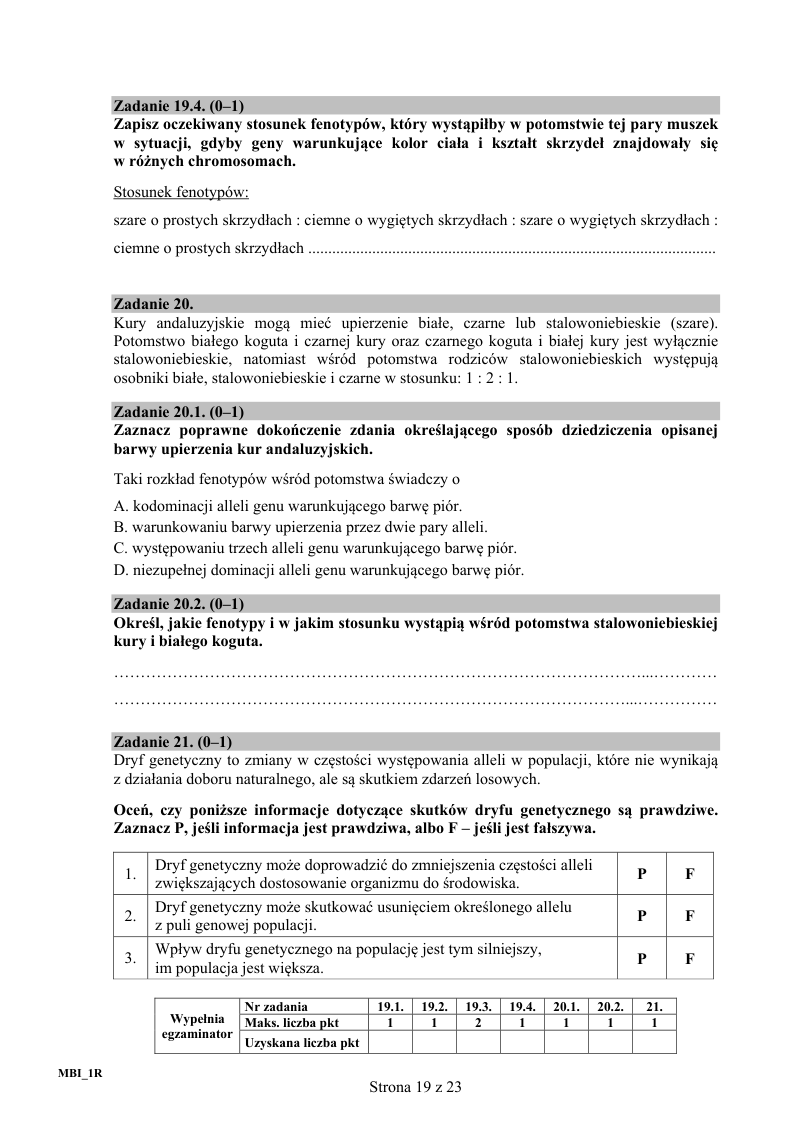 Zadanie 19.4. (0–1)
Zapisz oczekiwany stosunek fenotypów, który wystąpiłby w potomstwie tej pary muszek
w sytuacji, gdyby geny warunkujące kolor ciała i kształt skrzydeł znajdowały się
w różnych chromosomach.
Stosunek fenotypów:
szare o prostych skrzydłach : ciemne o wygiętych skrzydłach : szare o wygiętych skrzydłach :
ciemne o prostych skrzydłach ......................................................................................................
Zadanie 20.
Kury andaluzyjskie mogą mieć upierzenie białe, czarne lub stalowoniebieskie (szare).
Potomstwo białego koguta i czarnej kury oraz czarnego koguta i białej kury jest wyłącznie
stalowoniebieskie, natomiast wśród potomstwa rodziców stalowoniebieskich występują
osobniki białe, stalowoniebieskie i czarne w stosunku: 1 : 2 : 1.
Zadanie 20.1. (0–1)
Zaznacz poprawne dokończenie zdania określającego sposób dziedziczenia opisanej
barwy upierzenia kur andaluzyjskich.
Taki rozkład fenotypów wśród potomstwa świadczy o
A. kodominacji alleli genu warunkującego barwę piór.
B. warunkowaniu barwy upierzenia przez dwie pary alleli.
C. występowaniu trzech alleli genu warunkującego barwę piór.
D. niezupełnej dominacji alleli genu warunkującego barwę piór.
Zadanie 20.2. (0–1)
Określ, jakie fenotypy i w jakim stosunku wystąpią wśród potomstwa stalowoniebieskiej
kury i białego koguta.
……………………………………………………………………………………...…………
…………………………………………………………………………………...……………
Zadanie 21. (0–1)
Dryf genetyczny to zmiany w częstości występowania alleli w populacji, które nie wynikają
z działania doboru naturalnego, ale są skutkiem zdarzeń losowych.
Oceń, czy poniższe informacje dotyczące skutków dryfu genetycznego są prawdziwe.
Zaznacz P, jeśli informacja jest prawdziwa, albo F – jeśli jest fałszywa.
1. Dryf genetyczny może doprowadzić do zmniejszenia częstości alleli
zwiększających dostosowanie organizmu do środowiska. P F
2. Dryf genetyczny może skutkować usunięciem określonego allelu
z puli genowej populacji. P F
3. Wpływ dryfu genetycznego na populację jest tym silniejszy,
im populacja jest większa. P F
Wypełnia
egzaminator
Nr zadania 19.1. 19.2. 19.3. 19.4. 20.1. 20.2. 21.
Maks. liczba pkt 1 1 2 1 1 1 1
Uzyskana liczba pkt
MBI_1R
Strona 19 z 23